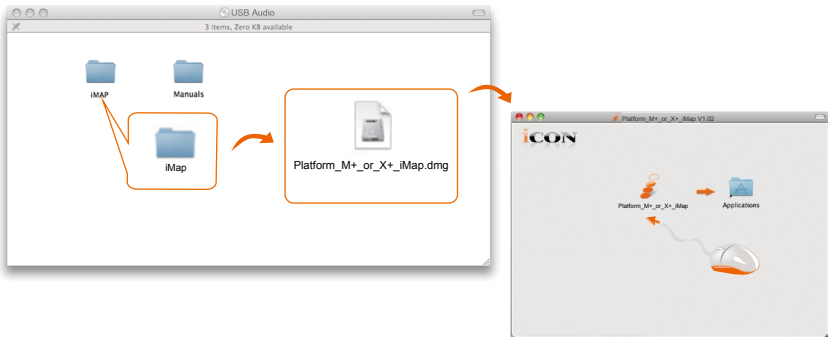 USB Audio
3 items, Zero KB available
iMAP
Manuals
iMap
Platform_M+_or_X+_iMap.dmg
Platform_M+_or_X+_iMap V1.02
iCON
Platform_M+_or_X+_iMap
Applications